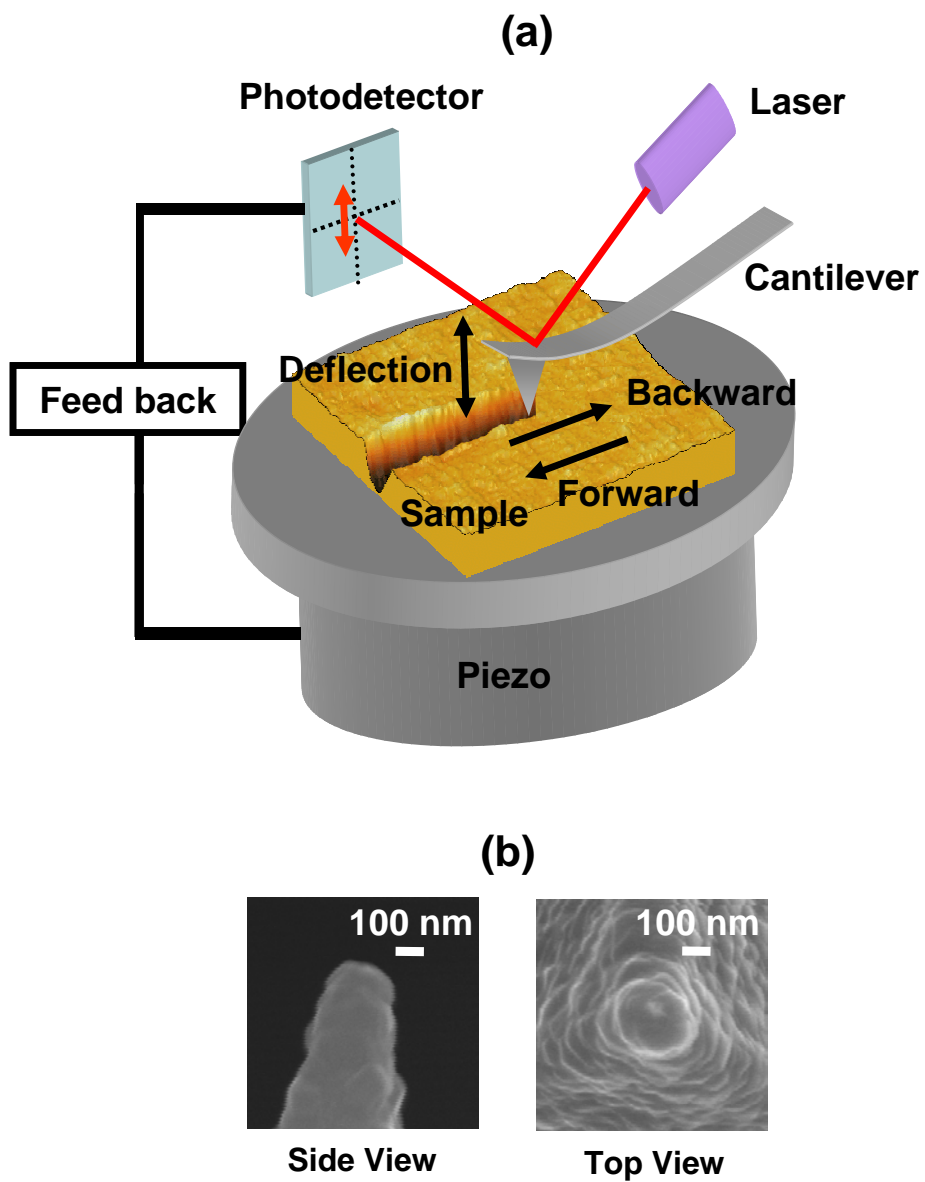 (a)
Photodetector
Laser
Cantilever
Deflection
Backward
Feed back
Forward
Sample
Piezo
(b)
100 nm
100 nm
Side View
Top View